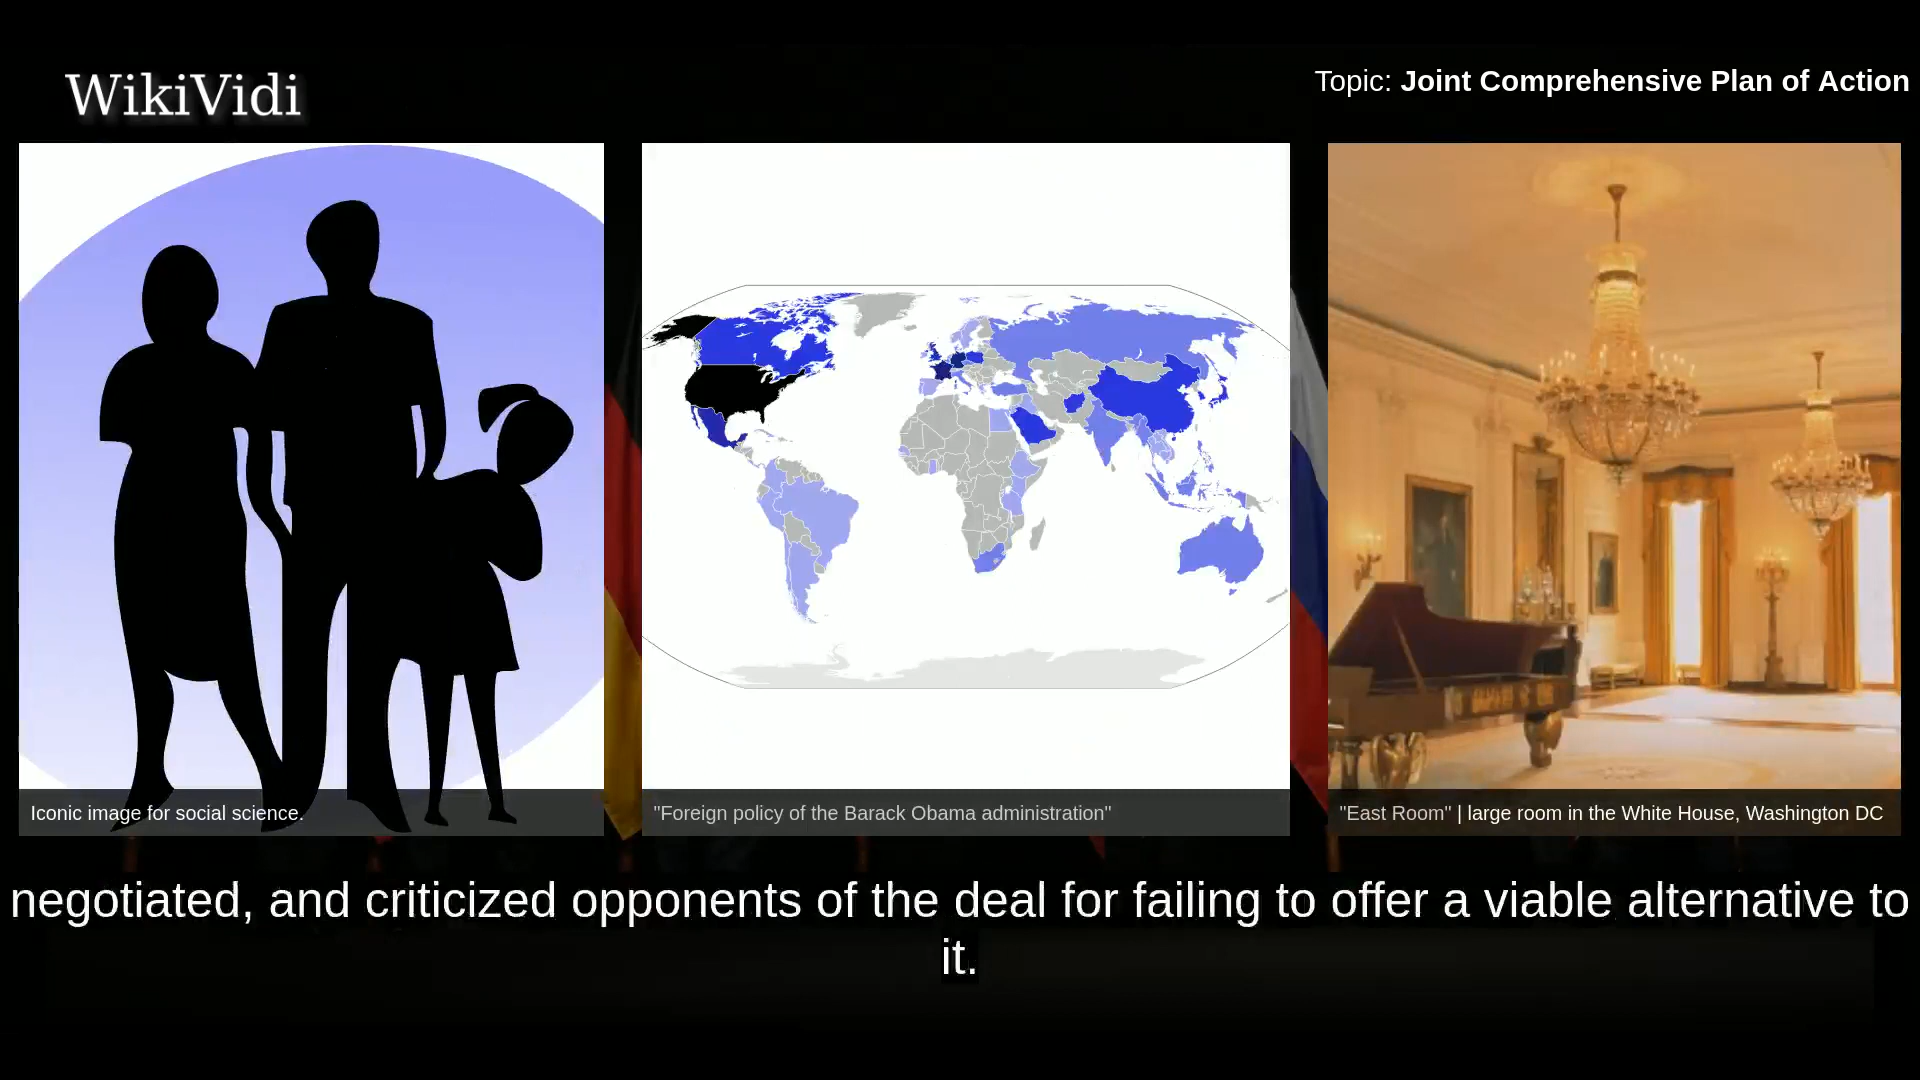 WikiVidi
Topic: Joint Comprehensive Plan of Action
Iconic image for social science.
"Foreign policy of the Barack Obama administration"
"East Room" | large room in the White House, Washington DC
negotiated, and criticized opponents of the deal for failing to offer a viable alternative to
it.